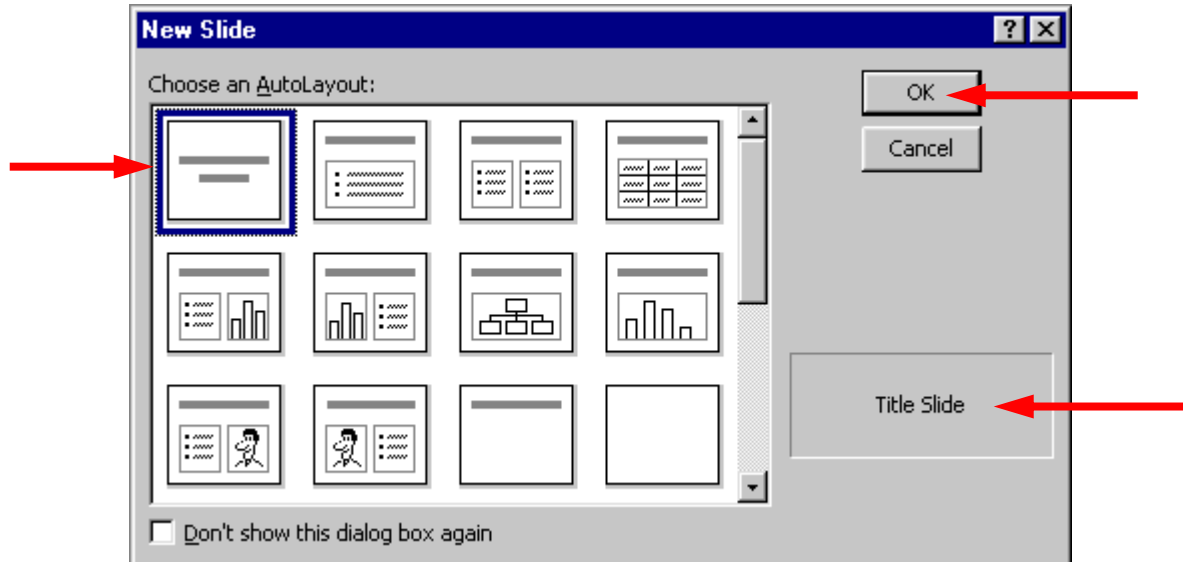 New Slide
Choose an AutoLayout:
OK
Cancel
Title Slide
Don't show this dialog box again